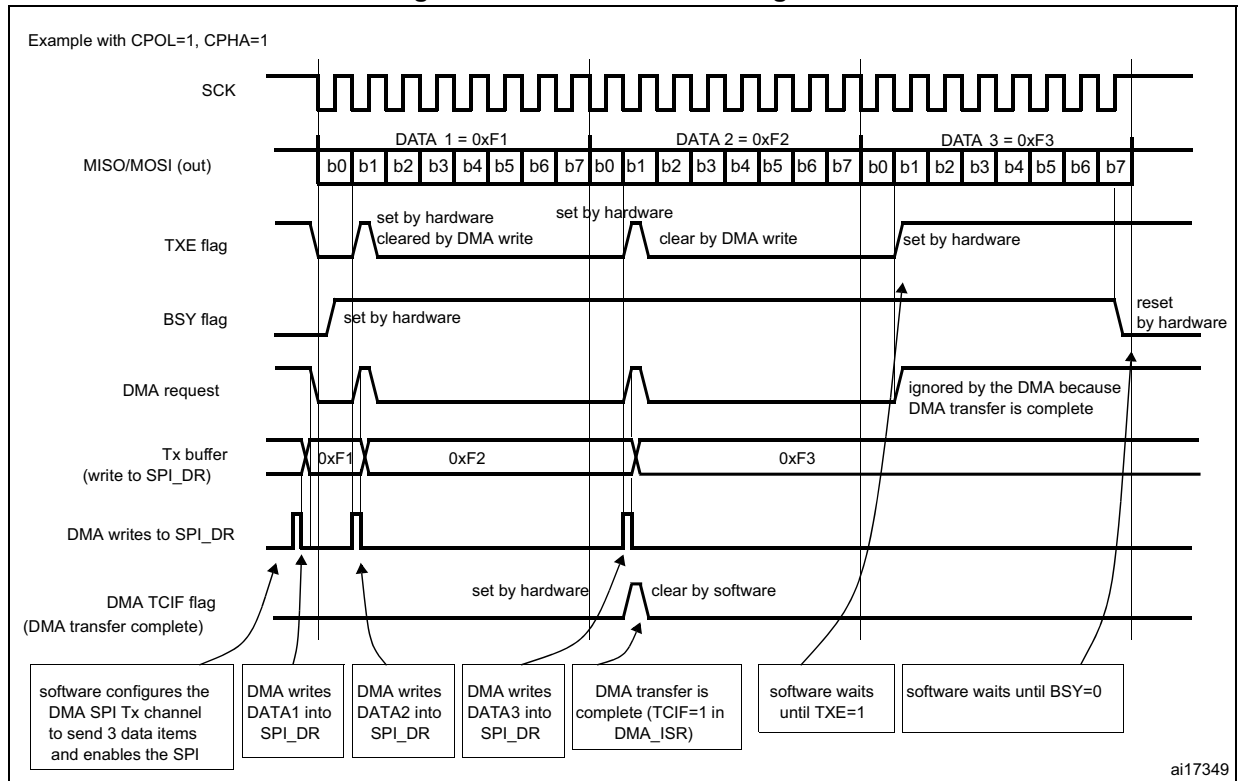 Example with CPOL=1, CPHA=1
SCK
DATA 1 = 0xF1
DATA 2 = 0xF2
DATA 3 = 0xF3
MISO/MOSI (out)
b0 b1 b2 b3 b4 b5 b6 b7 b0 b1 b2 b3 b4 b5 b6 b7 b0 b1 b2 b3 b4 b5 b6 b7
TXE flag
set by hardware
cleared by DMA write
set by hardware
clear by DMA write
set by hardware
BSY flag
set by hardware
reset
by hardware
DMA request
ignored by the DMA because
DMA transfer is complete
Tx buffer
(write to SPI_DR)
0xF1
0xF2
0xF3
DMA writes to SPI_DR
DMA TCIF flag
(DMA transfer complete)
set by hardware
clear by software
software configures the
DMA SPI Tx channel
to send 3 data items
and enables the SPI
DMA writes
DATA1 into
SPI_DR
DMA writes
DATA2 into
SPI_DR
DMA writes
DATA3 into
SPI_DR
DMA transfer is
complete (TCIF=1 in
DMA_ISR)
software waits
until TXE=1
software waits until BSY=0
ai17349